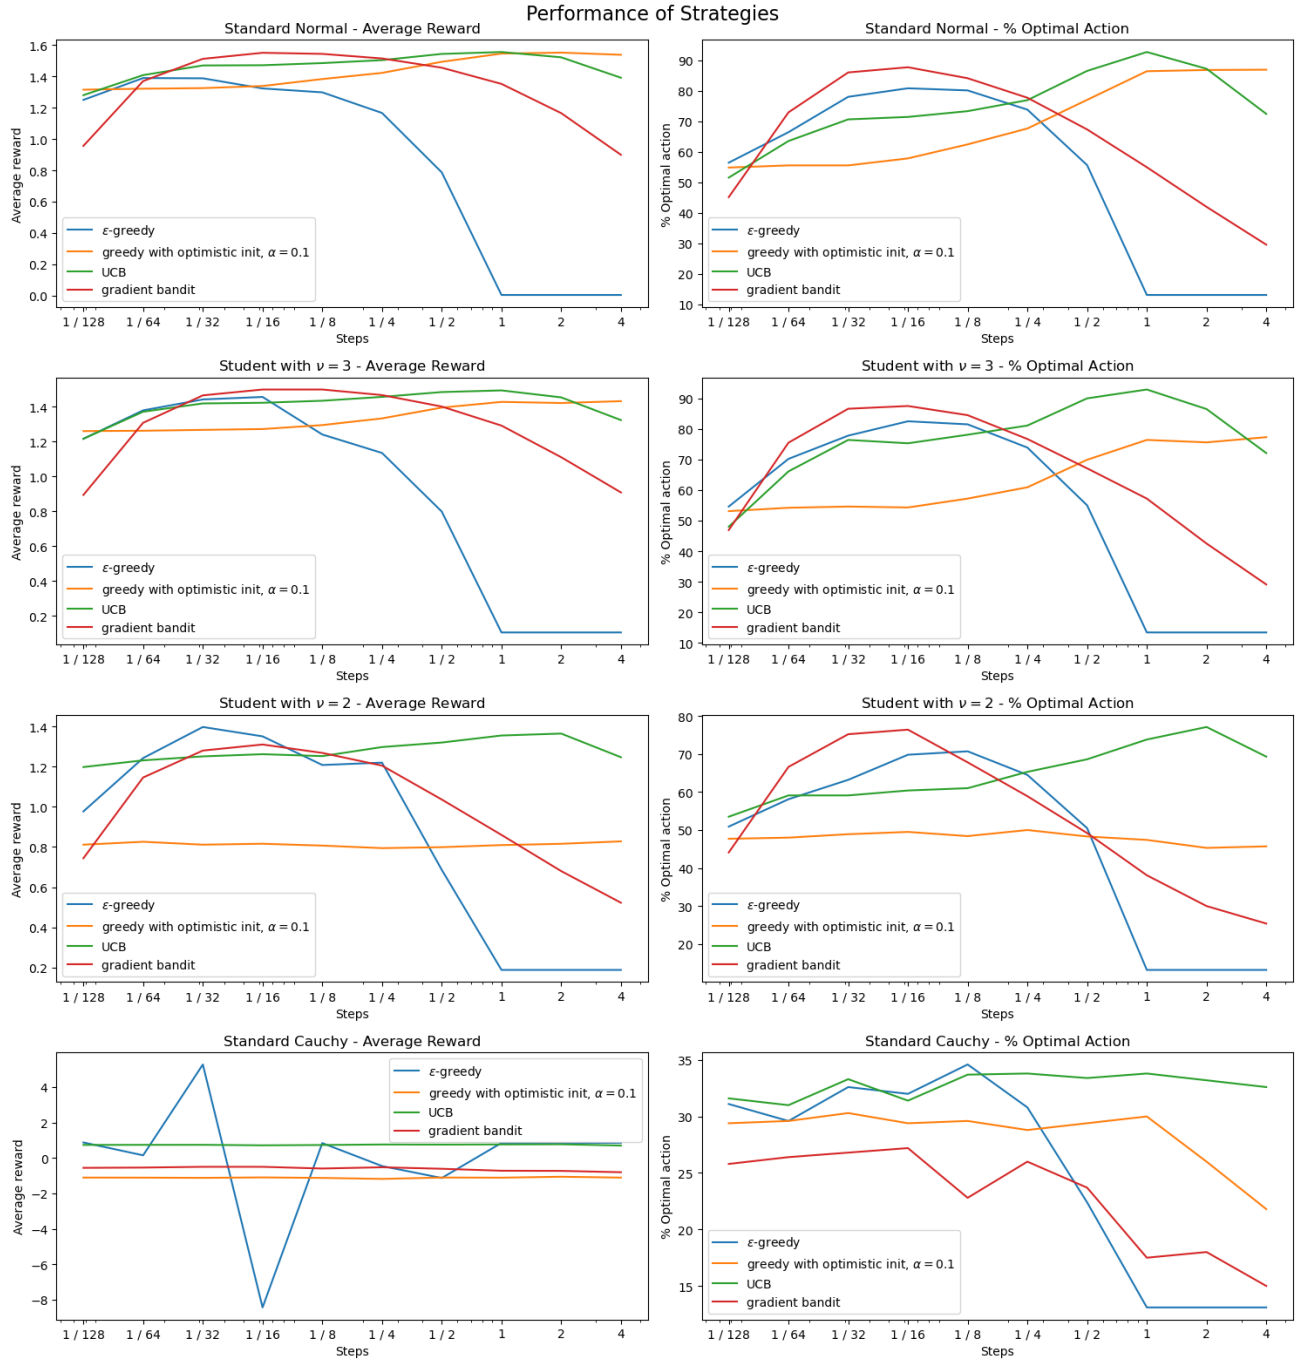 Performance of Strategies
Standard Normal - Average Reward
Average reward
1.6
1.4
1.2
1.0
0.8
0.6
0.4
0.2
0.0
ε-greedy
greedy with optimistic init, α = 0.1
UCB
gradient bandit
1 / 128 1 / 64 1 / 32 1 / 16 1 / 8 1 / 4 1 / 2 1 2 4
Steps
Standard Normal - % Optimal Action
% Optimal action
90
80
70
60
50
40
30
20
10
ε-greedy
greedy with optimistic init, α = 0.1
UCB
gradient bandit
1 / 128 1 / 64 1 / 32 1 / 16 1 / 8 1 / 4 1 / 2 1 2 4
Steps
Student with ν = 3 - Average Reward
Average reward
1.4
1.2
1.0
0.8
0.6
0.4
0.2
ε-greedy
greedy with optimistic init, α = 0.1
UCB
gradient bandit
1 / 128 1 / 64 1 / 32 1 / 16 1 / 8 1 / 4 1 / 2 1 2 4
Steps
Student with ν = 3 - % Optimal Action
% Optimal action
90
80
70
60
50
40
30
20
10
ε-greedy
greedy with optimistic init, α = 0.1
UCB
gradient bandit
1 / 128 1 / 64 1 / 32 1 / 16 1 / 8 1 / 4 1 / 2 1 2 4
Steps
Student with ν = 2 - Average Reward
Average reward
1.4
1.2
1.0
0.8
0.6
0.4
0.2
ε-greedy
greedy with optimistic init, α = 0.1
UCB
gradient bandit
1 / 128 1 / 64 1 / 32 1 / 16 1 / 8 1 / 4 1 / 2 1 2 4
Steps
Student with ν = 2 - % Optimal Action
% Optimal action
80
70
60
50
40
30
20
ε-greedy
greedy with optimistic init, α = 0.1
UCB
gradient bandit
1 / 128 1 / 64 1 / 32 1 / 16 1 / 8 1 / 4 1 / 2 1 2 4
Steps
Standard Cauchy - Average Reward
Average reward
4
2
0
−2
−4
−6
−8
ε-greedy
greedy with optimistic init, α = 0.1
UCB
gradient bandit
1 / 128 1 / 64 1 / 32 1 / 16 1 / 8 1 / 4 1 / 2 1 2 4
Steps
Standard Cauchy - % Optimal Action
% Optimal action
35
30
25
20
15
ε-greedy
greedy with optimistic init, α = 0.1
UCB
gradient bandit
1 / 128 1 / 64 1 / 32 1 / 16 1 / 8 1 / 4 1 / 2 1 2 4
Steps